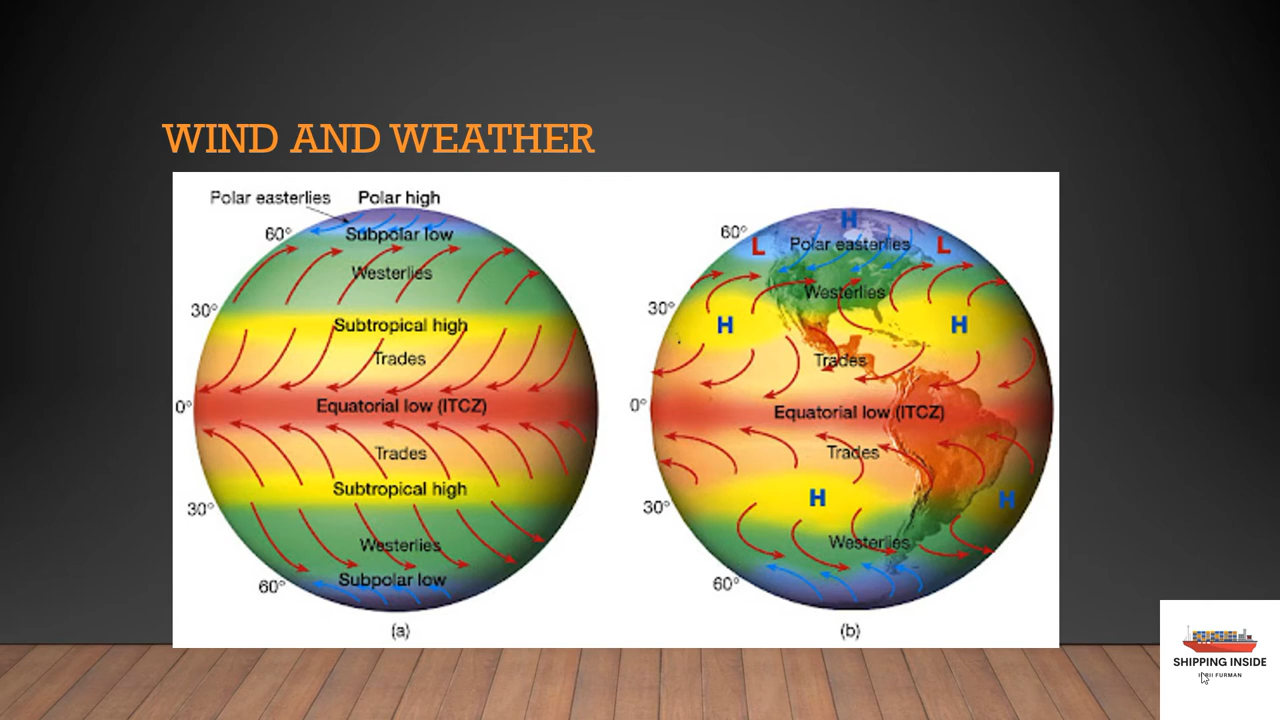 WIND AND WEATHER
Polar easterlies Polar high
60° Subpolar low
Westerlies
30°
Subtropical high
Trades
0° Equatorial low (ITCZ)
Trades
Subtropical high
30°
Westerlies
60° Subpolar low
(a)
H
60° L Polar easterlies L
Westerlies
30°
H H
Trades
0° Equatorial low (ITCZ)
Trades
H H
30°
Westerlies
60°
(b)
SHIPPING INSIDE
FURMAN